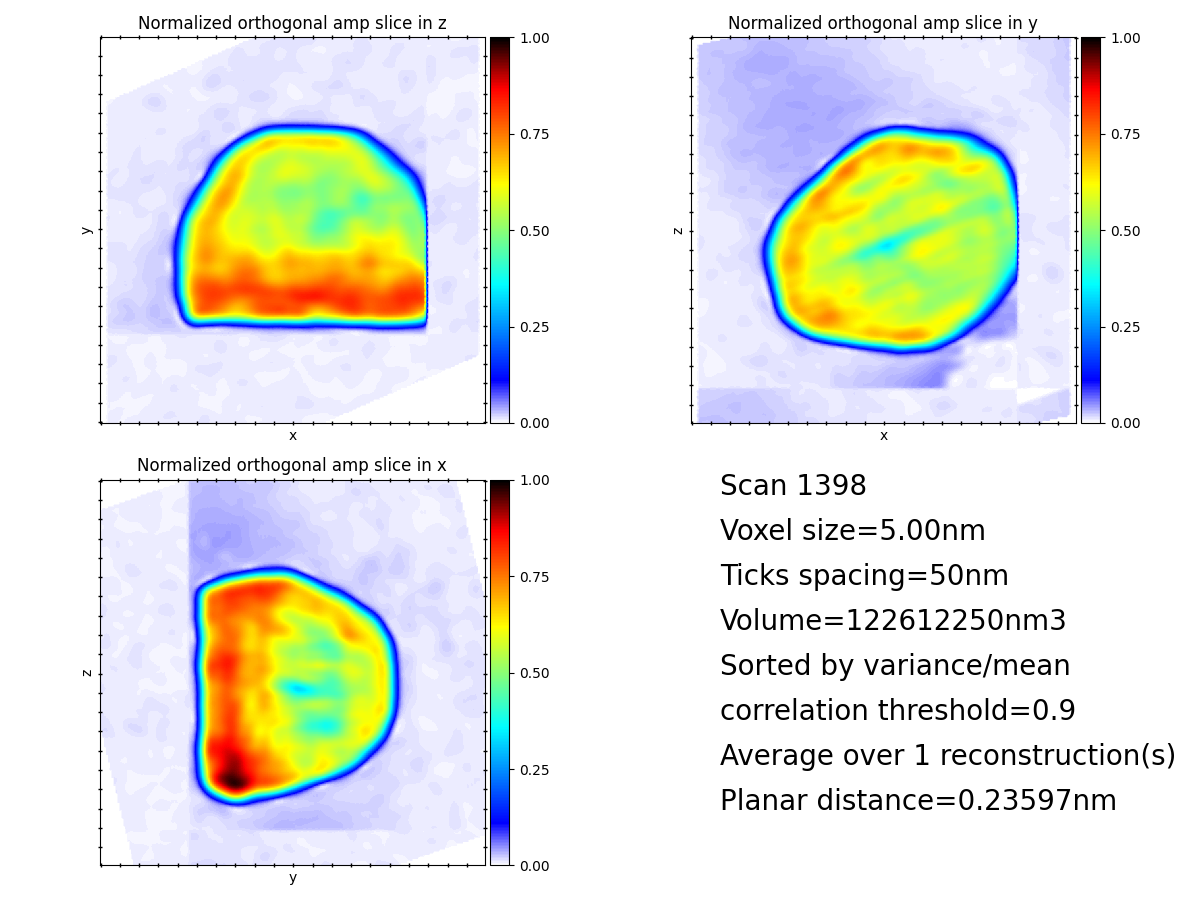 Normalized orthogonal amp slice in z
y
x
1.00
0.75
0.50
0.25
0.00
Normalized orthogonal amp slice in y
z
x
1.00
0.75
0.50
0.25
0.00
Normalized orthogonal amp slice in x
z
y
1.00
0.75
0.50
0.25
0.00
Scan 1398
Voxel size=5.00nm
Ticks spacing=50nm
Volume=122612250nm3
Sorted by variance/mean
correlation threshold=0.9
Average over 1 reconstruction(s)
Planar distance=0.23597nm